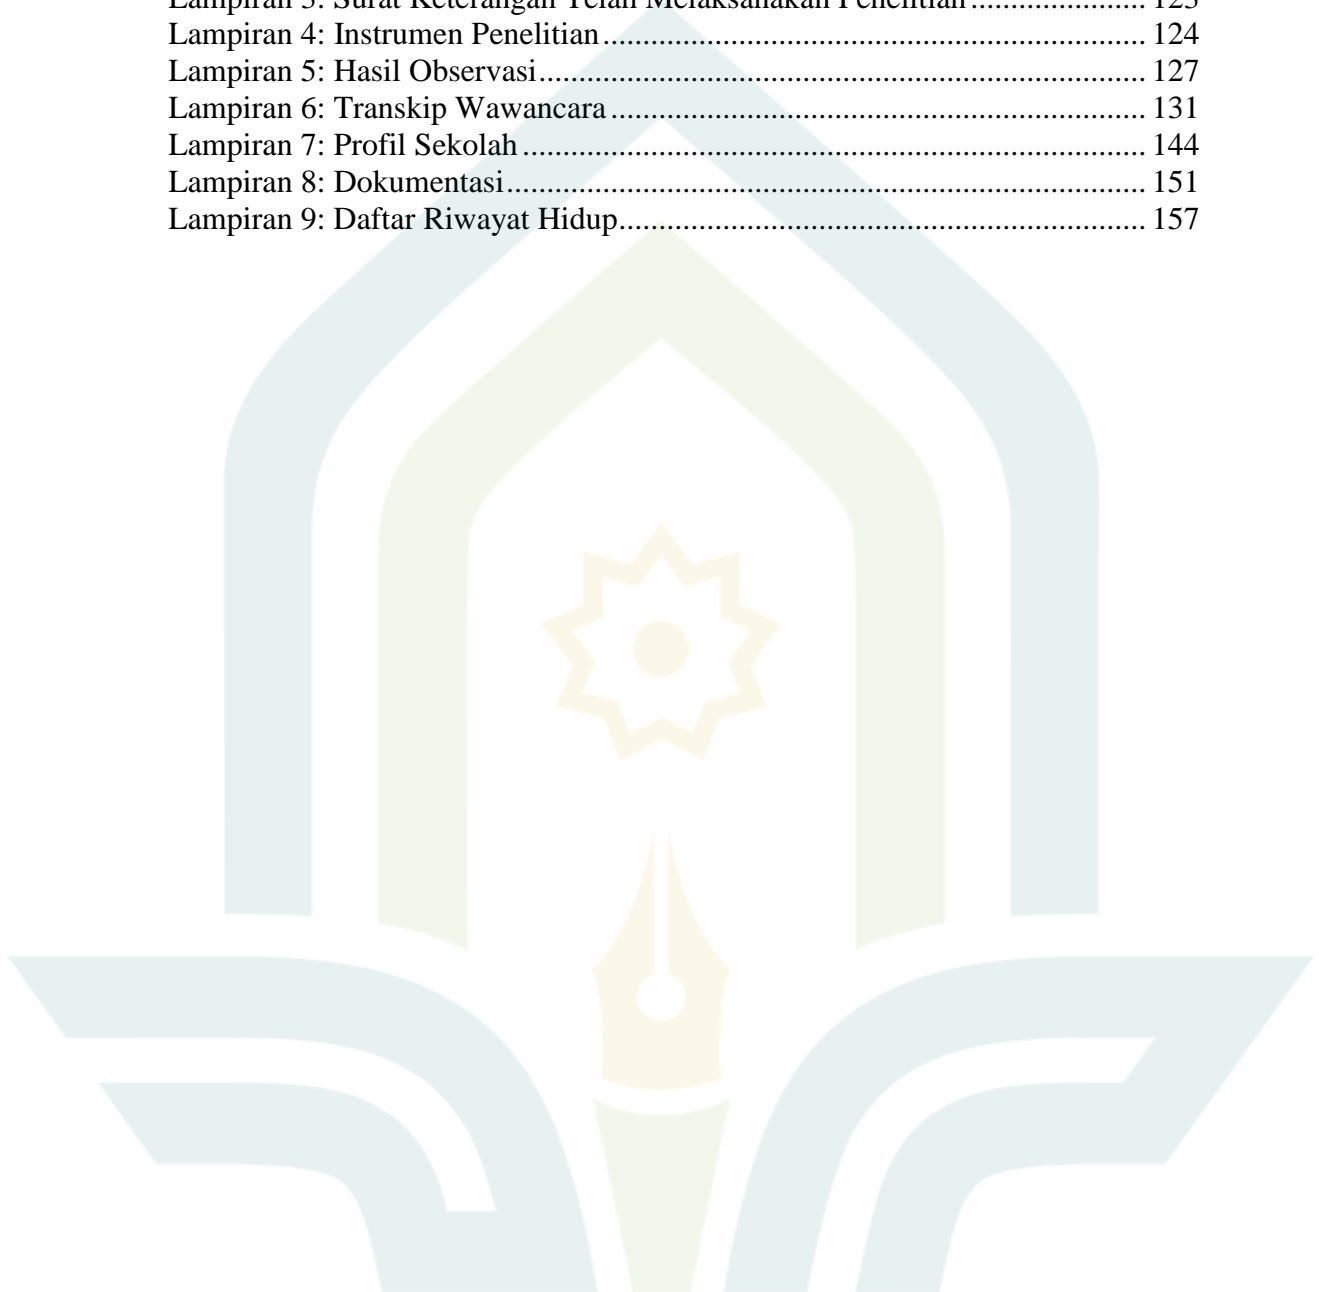 Lampiran 3: Surat Keterangan Telah Melaksanakan Penelitian.................... 123
Lampiran 4: Instrumen Penelitian.................................................................. 124
Lampiran 5: Hasil Observasi.......................................................................... 127
Lampiran 6: Transkip Wawancara................................................................. 131
Lampiran 7: Profil Sekolah............................................................................ 144
Lampiran 8: Dokumentasi.............................................................................. 151
Lampiran 9: Daftar Riwayat Hidup................................................................ 157